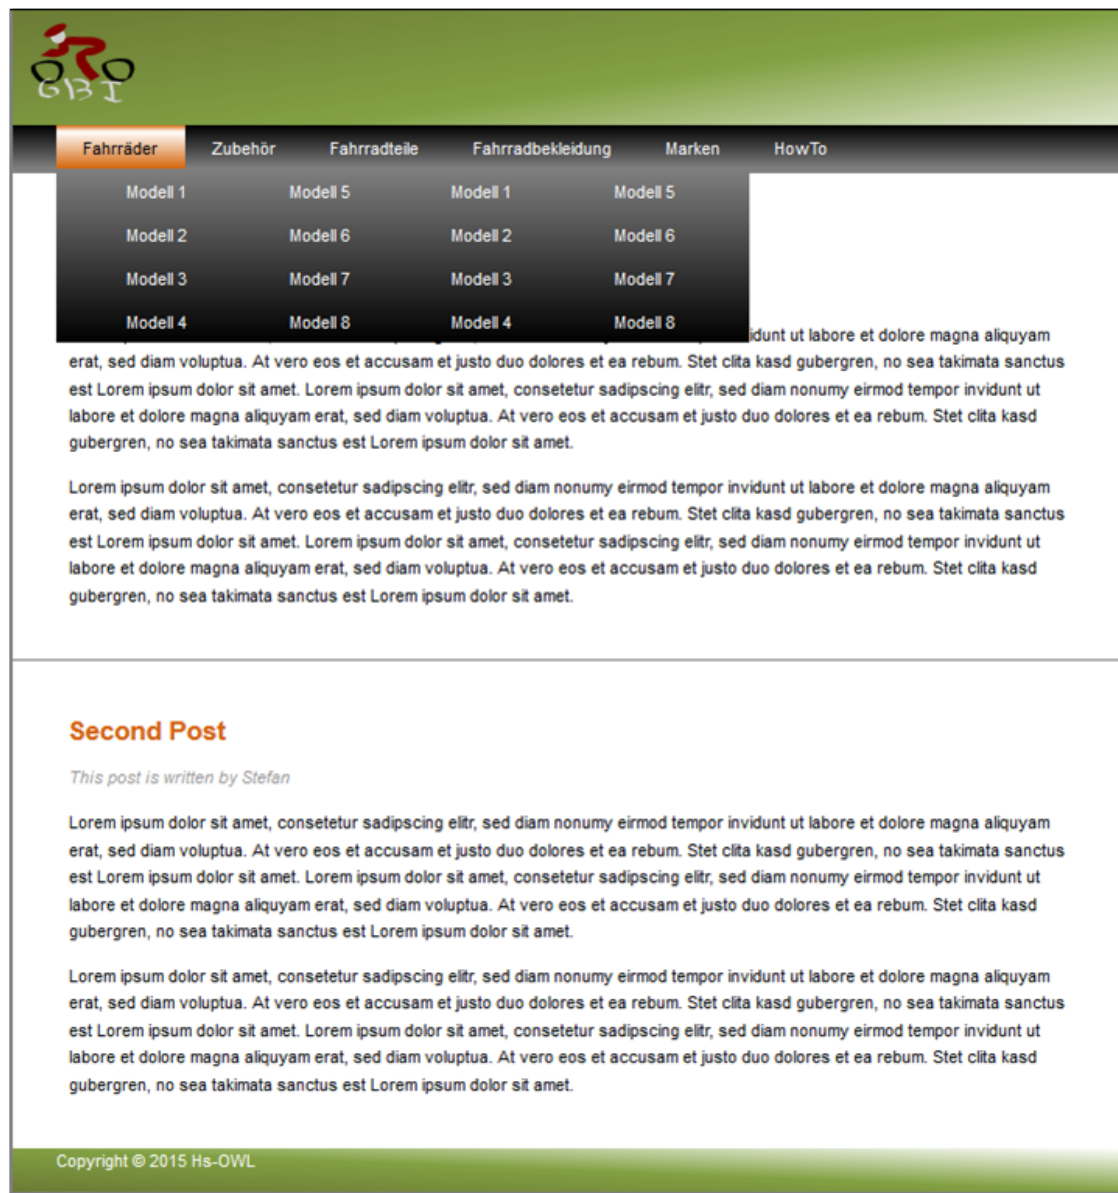 GBI
Fahrräder Zubehör Fahrradteile Fahrradbekleidung Marken HowTo
Modell 1 Modell 5 Modell 1 Modell 5
Modell 2 Modell 6 Modell 2 Modell 6
Modell 3 Modell 7 Modell 3 Modell 7
Modell 4 Modell 8 Modell 4 Modell 8
ut labore et dolore magna aliquyam
erat, sed diam voluptua. At vero eos et accusam et justo duo dolores et ea rebum. Stet clita kasd gubergren, no sea takimata sanctus
est Lorem ipsum dolor sit amet. Lorem ipsum dolor sit amet, consetetur sadipscing elitr, sed diam nonumy eirmod tempor invidunt ut
labore et dolore magna aliquyam erat, sed diam voluptua. At vero eos et accusam et justo duo dolores et ea rebum. Stet clita kasd
gubergren, no sea takimata sanctus est Lorem ipsum dolor sit amet.
Lorem ipsum dolor sit amet, consetetur sadipscing elitr, sed diam nonumy eirmod tempor invidunt ut labore et dolore magna aliquyam
erat, sed diam voluptua. At vero eos et accusam et justo duo dolores et ea rebum. Stet clita kasd gubergren, no sea takimata sanctus
est Lorem ipsum dolor sit amet. Lorem ipsum dolor sit amet, consetetur sadipscing elitr, sed diam nonumy eirmod tempor invidunt ut
labore et dolore magna aliquyam erat, sed diam voluptua. At vero eos et accusam et justo duo dolores et ea rebum. Stet clita kasd
gubergren, no sea takimata sanctus est Lorem ipsum dolor sit amet.
Second Post
This post is written by Stefan
Lorem ipsum dolor sit amet, consetetur sadipscing elitr, sed diam nonumy eirmod tempor invidunt ut labore et dolore magna aliquyam
erat, sed diam voluptua. At vero eos et accusam et justo duo dolores et ea rebum. Stet clita kasd gubergren, no sea takimata sanctus
est Lorem ipsum dolor sit amet. Lorem ipsum dolor sit amet, consetetur sadipscing elitr, sed diam nonumy eirmod tempor invidunt ut
labore et dolore magna aliquyam erat, sed diam voluptua. At vero eos et accusam et justo duo dolores et ea rebum. Stet clita kasd
gubergren, no sea takimata sanctus est Lorem ipsum dolor sit amet.
Lorem ipsum dolor sit amet, consetetur sadipscing elitr, sed diam nonumy eirmod tempor invidunt ut labore et dolore magna aliquyam
erat, sed diam voluptua. At vero eos et accusam et justo duo dolores et ea rebum. Stet clita kasd gubergren, no sea takimata sanctus
est Lorem ipsum dolor sit amet. Lorem ipsum dolor sit amet, consetetur sadipscing elitr, sed diam nonumy eirmod tempor invidunt ut
labore et dolore magna aliquyam erat, sed diam voluptua. At vero eos et accusam et justo duo dolores et ea rebum. Stet clita kasd
gubergren, no sea takimata sanctus est Lorem ipsum dolor sit amet.
Copyright © 2015 Hs-OWL